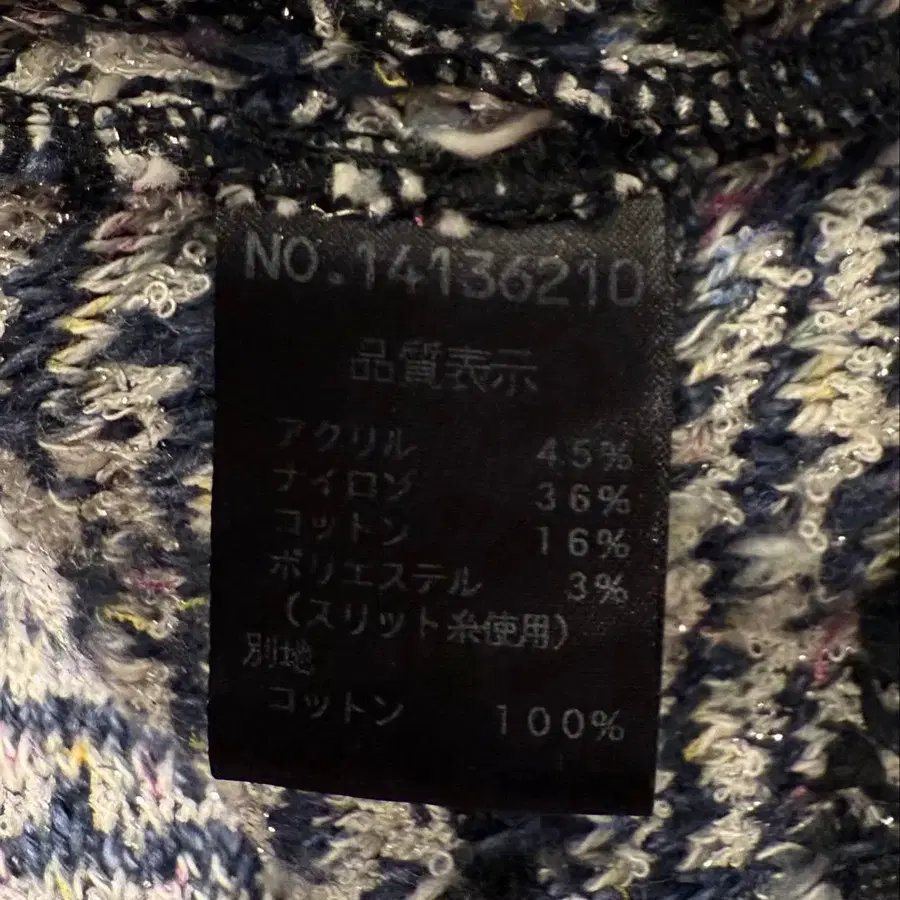 NO.14136210
品質表示
アクリル 45%
ナイロン 36%
コットン 16%
ポリエステル 3%
(スリット糸使用)
別地
コットン 100%